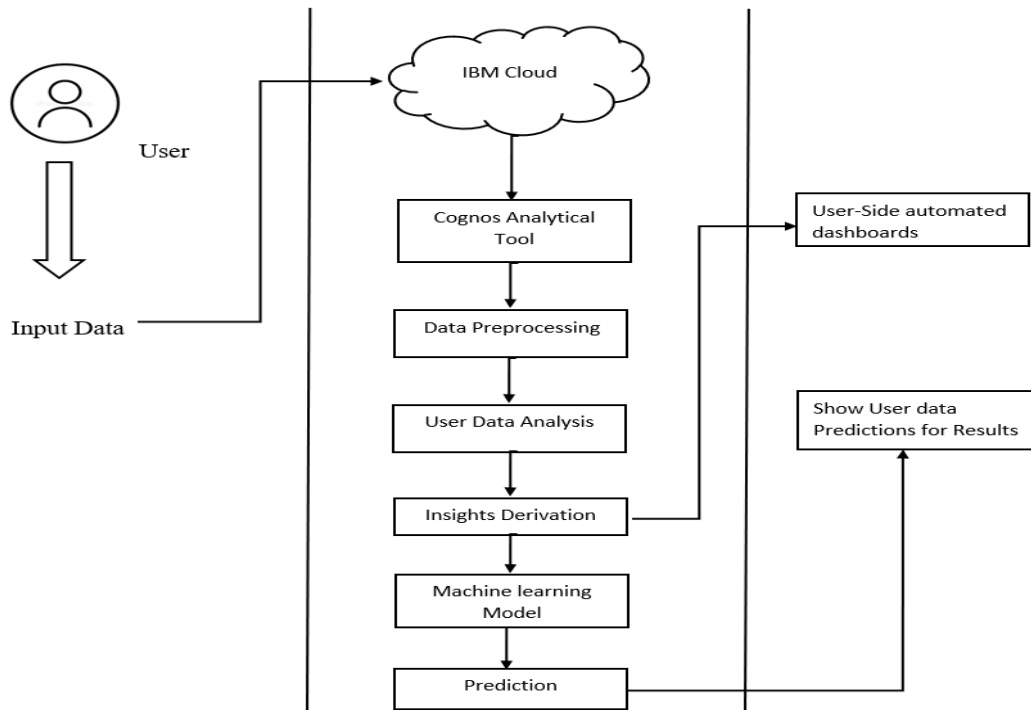 User
Input Data
IBM Cloud
Cognos Analytical
Tool
Data Preprocessing
User Data Analysis
Insights Derivation
Machine learning
Model
Prediction
User-Side automated
dashboards
Show User data
Predictions for Results